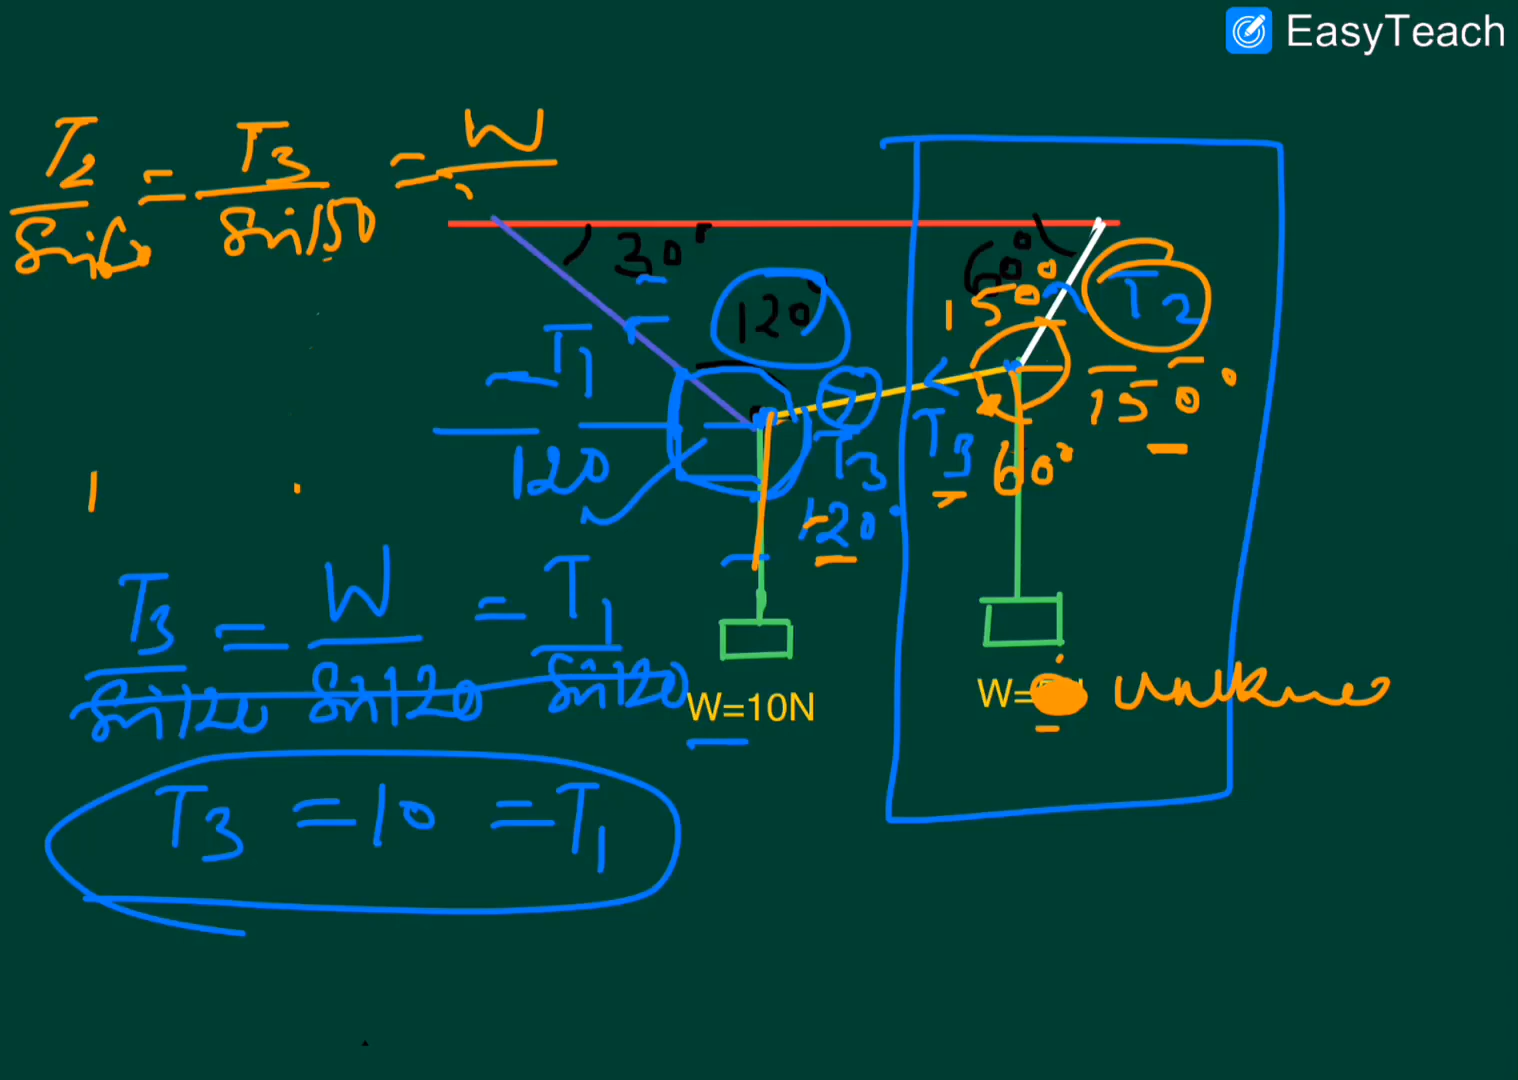 EasyTeach
T2/Sin60 = T3/Sin150 = W/
30°
60°
120°
150°
T2
T1
150°
120
T3
T3
60°
120°
T3/Sin120 = W/Sin120 = T1/Sin120
W=10N
W=
T3 = 10 = T1